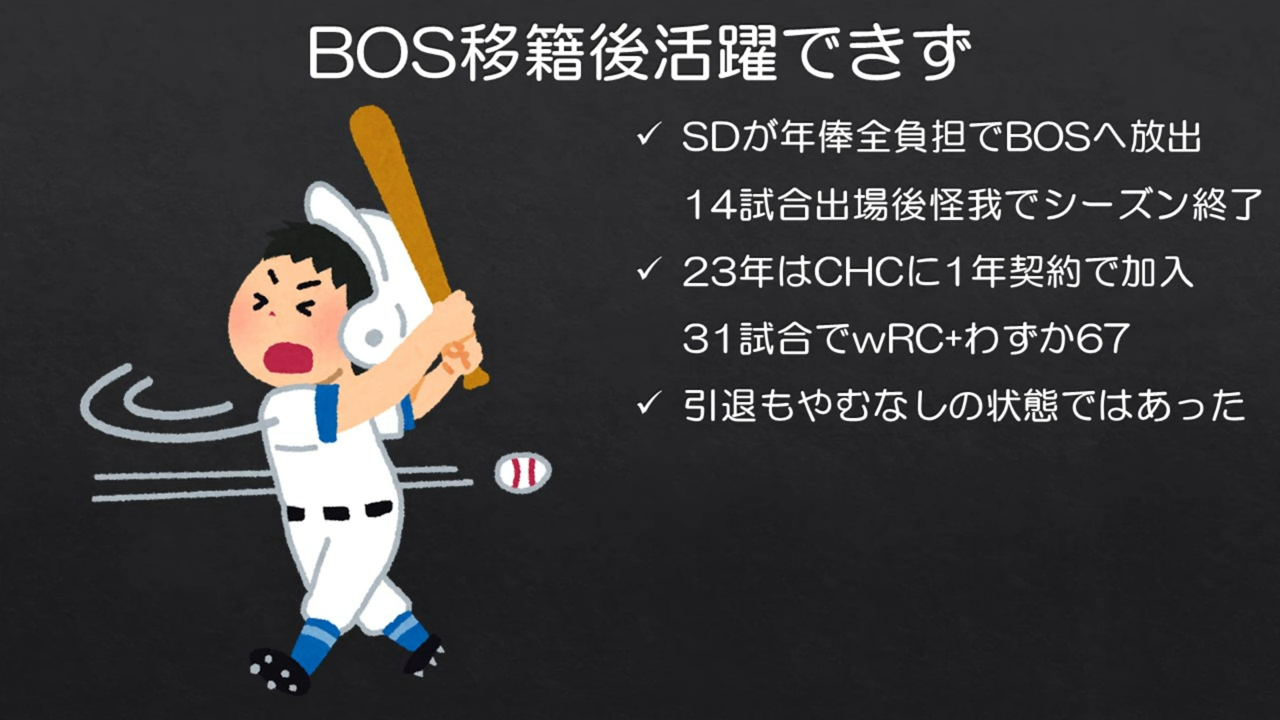 BOS移籍後活躍できず
✓ SDが年俸全負担でBOSへ放出
14試合出場後怪我でシーズン終了
✓ 23年はCHCに1年契約で加入
31試合でwRC+わずか67
✓ 引退もやむなしの状態ではあった